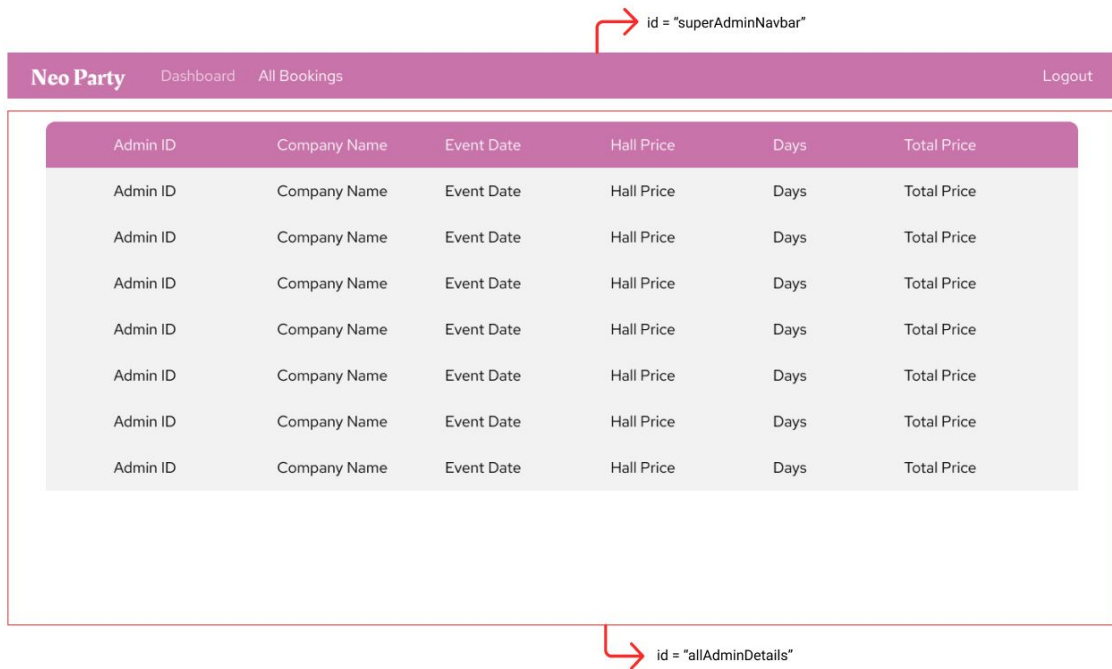 id = “superAdminNavbar”
Neo Party Dashboard All Bookings Logout
Admin ID Company Name Event Date Hall Price Days Total Price
Admin ID Company Name Event Date Hall Price Days Total Price
Admin ID Company Name Event Date Hall Price Days Total Price
Admin ID Company Name Event Date Hall Price Days Total Price
Admin ID Company Name Event Date Hall Price Days Total Price
Admin ID Company Name Event Date Hall Price Days Total Price
Admin ID Company Name Event Date Hall Price Days Total Price
Admin ID Company Name Event Date Hall Price Days Total Price
id = “allAdminDetails”